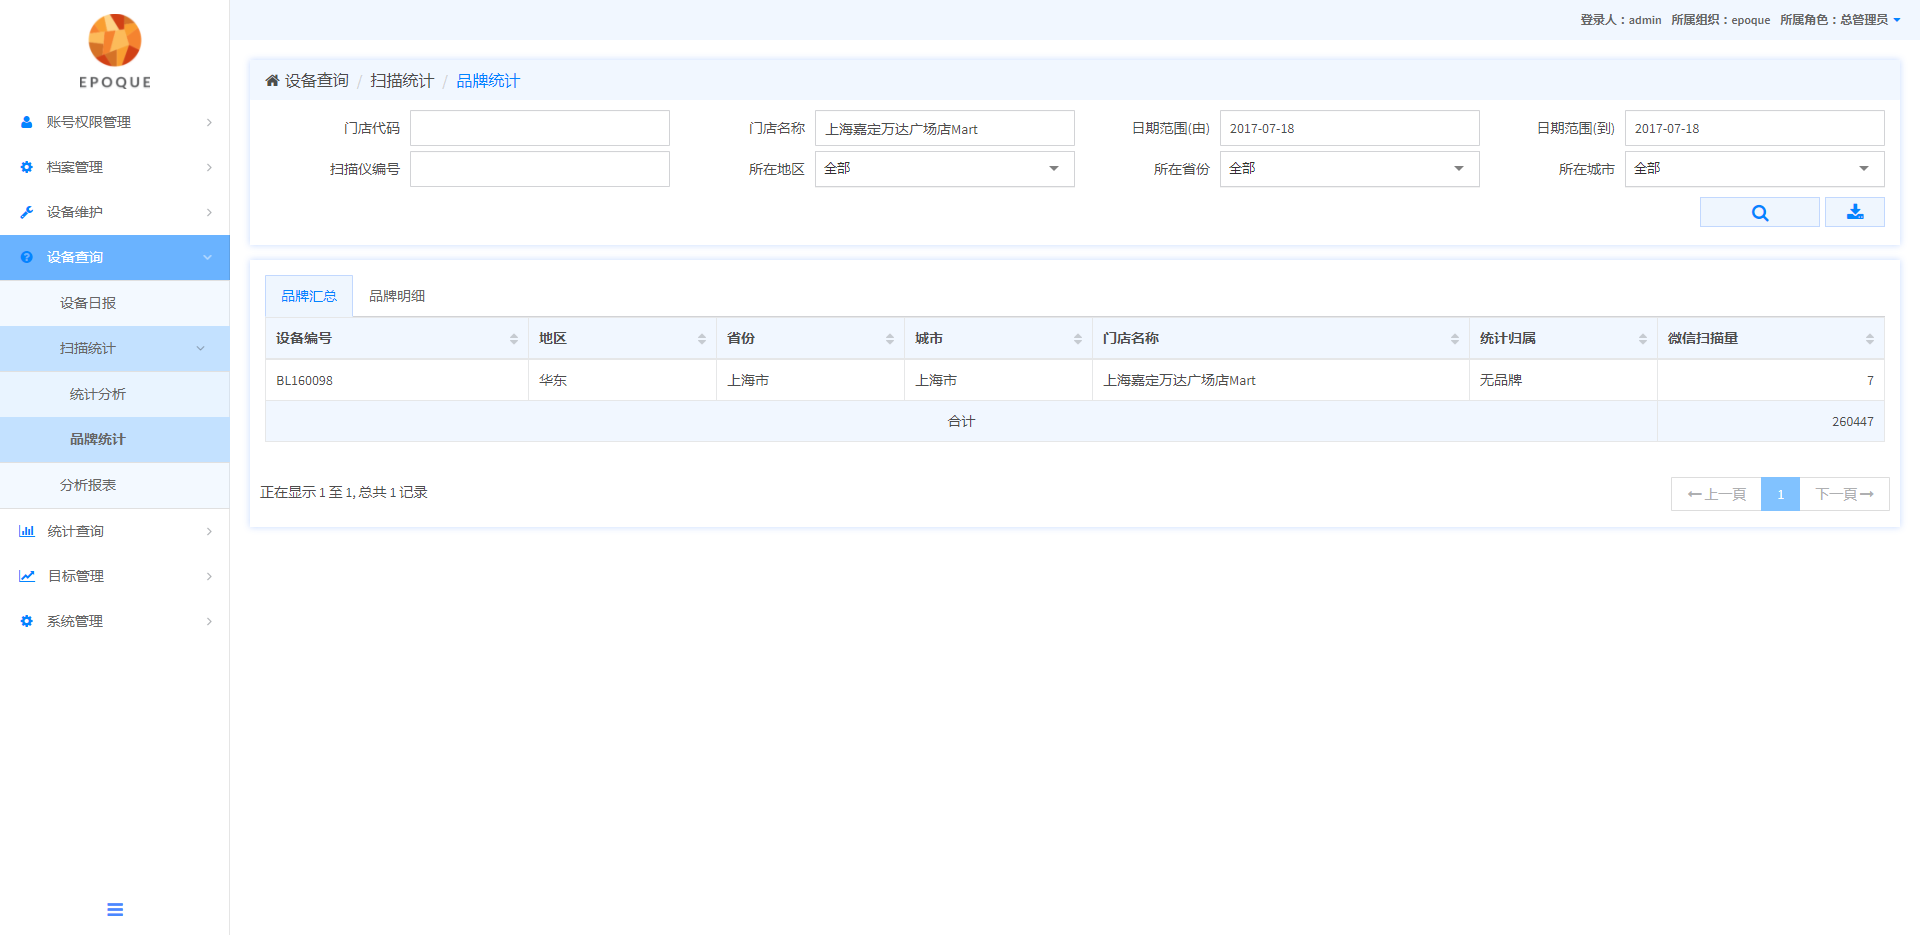 登录人：admin 所属组织：epoque 所属角色：总管理员
EPOQUE
账号权限管理
档案管理
设备维护
设备查询
设备日报
扫描统计
统计分析
品牌统计
分析报表
统计查询
目标管理
系统管理
设备查询 / 扫描统计 / 品牌统计
门店代码 门店名称 上海嘉定万达广场店Mart 日期范围(由) 2017-07-18 日期范围(到) 2017-07-18
扫描仪编号 所在地区 全部 所在省份 全部 所在城市 全部
品牌汇总 品牌明细
设备编号 地区 省份 城市 门店名称 统计归属 微信扫描量
BL160098 华东 上海市 上海市 上海嘉定万达广场店Mart 无品牌 7
合计 260447
正在显示 1 至 1, 总共 1 记录
上一頁 1 下一頁